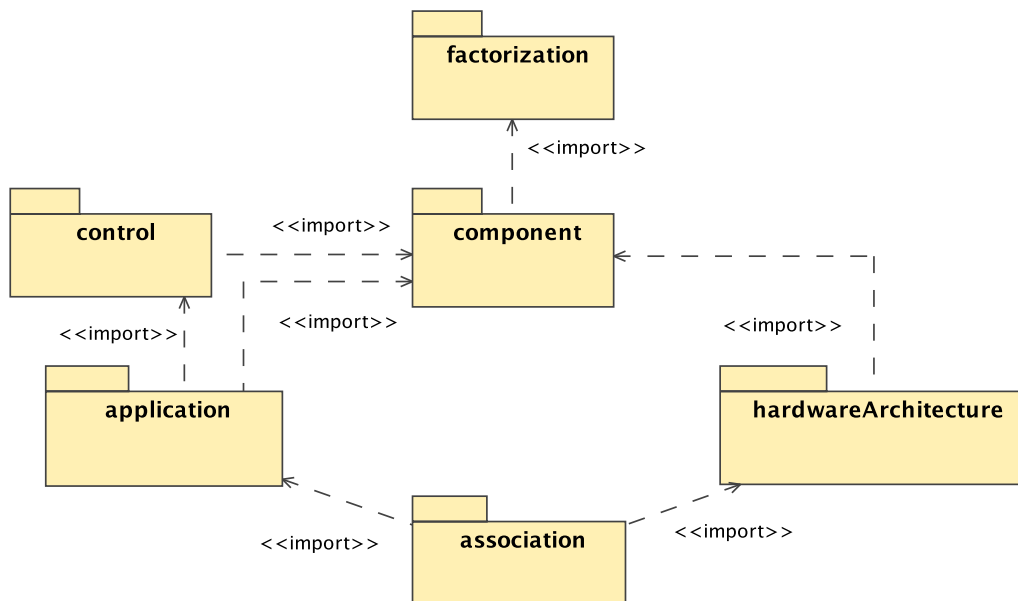 factorization
<<import>>
control
<<import>>
component
<<import>>
<<import>>
<<import>>
application
hardwareArchitecture
<<import>>
association
<<import>>